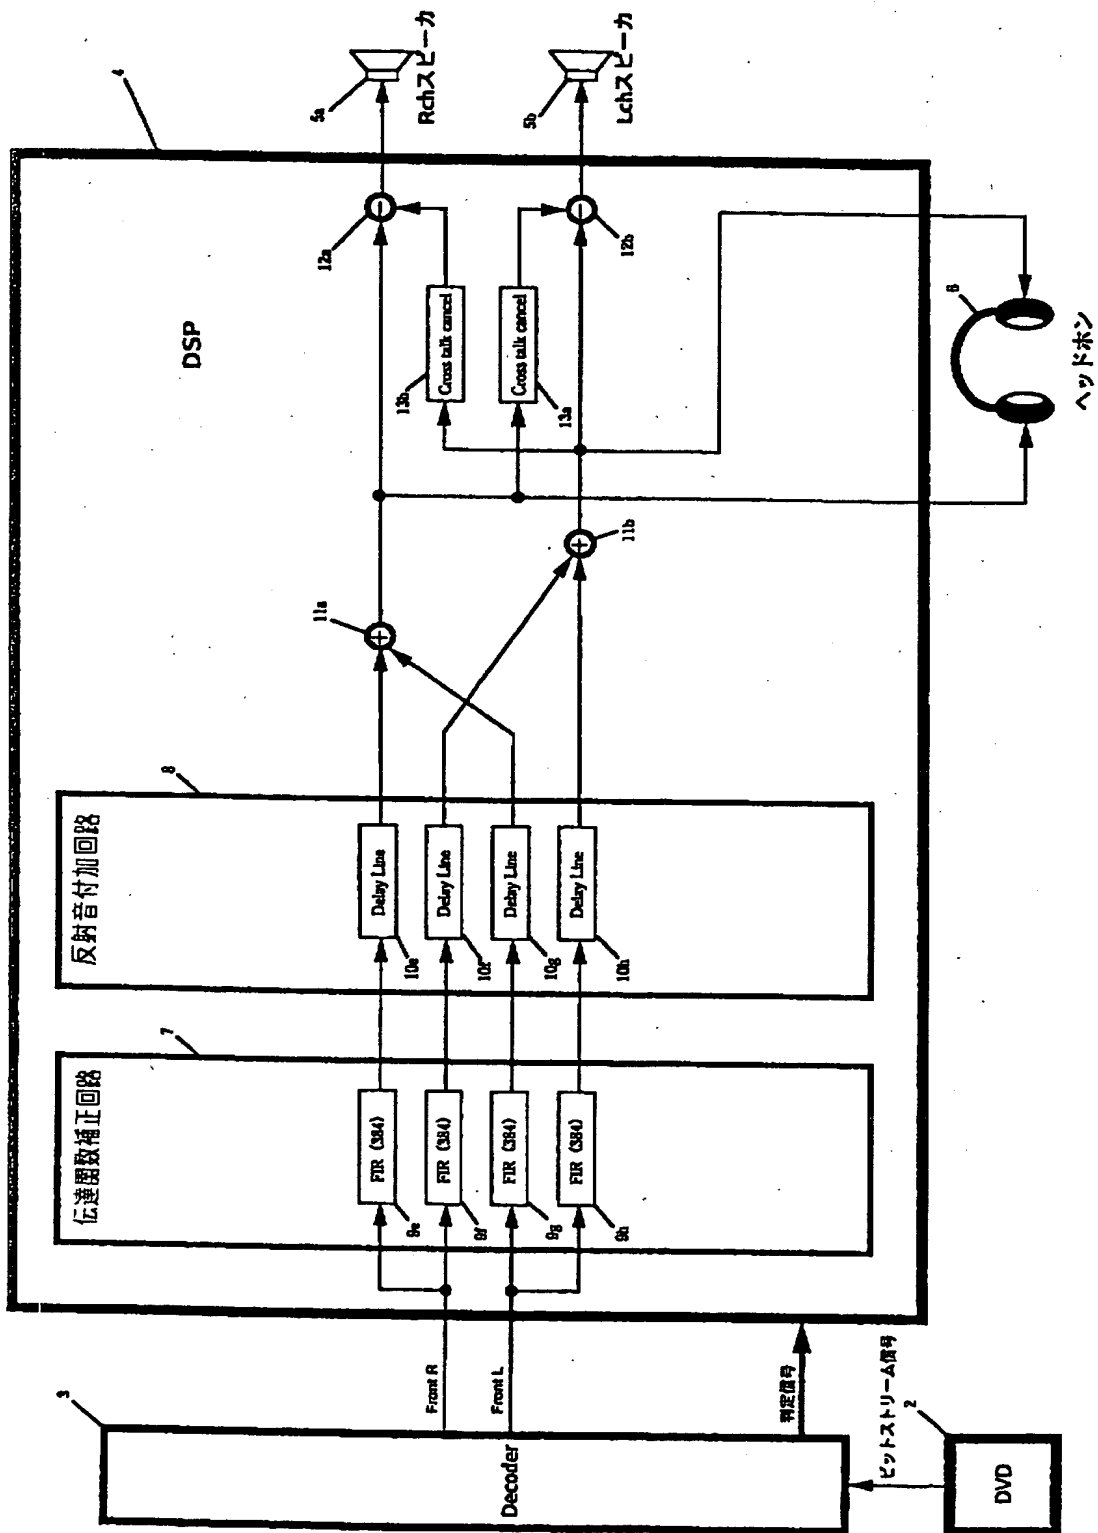 DVD
2
ビットストリーム信号
Decoder
3
Front R
Front L
判定信号
DSP
4
伝達関数補正回路
7
FIR (384)
9e
FIR (384)
9f
FIR (384)
9g
FIR (384)
9h
反射音付加回路
8
Delay Line
10e
Delay Line
10f
Delay Line
10g
Delay Line
10h
11a
11b
Cross talk cancel
13b
Cross talk cancel
13a
12a
12b
5a
Rchスピーカ
5b
Lchスピーカ
6
ヘッドホン